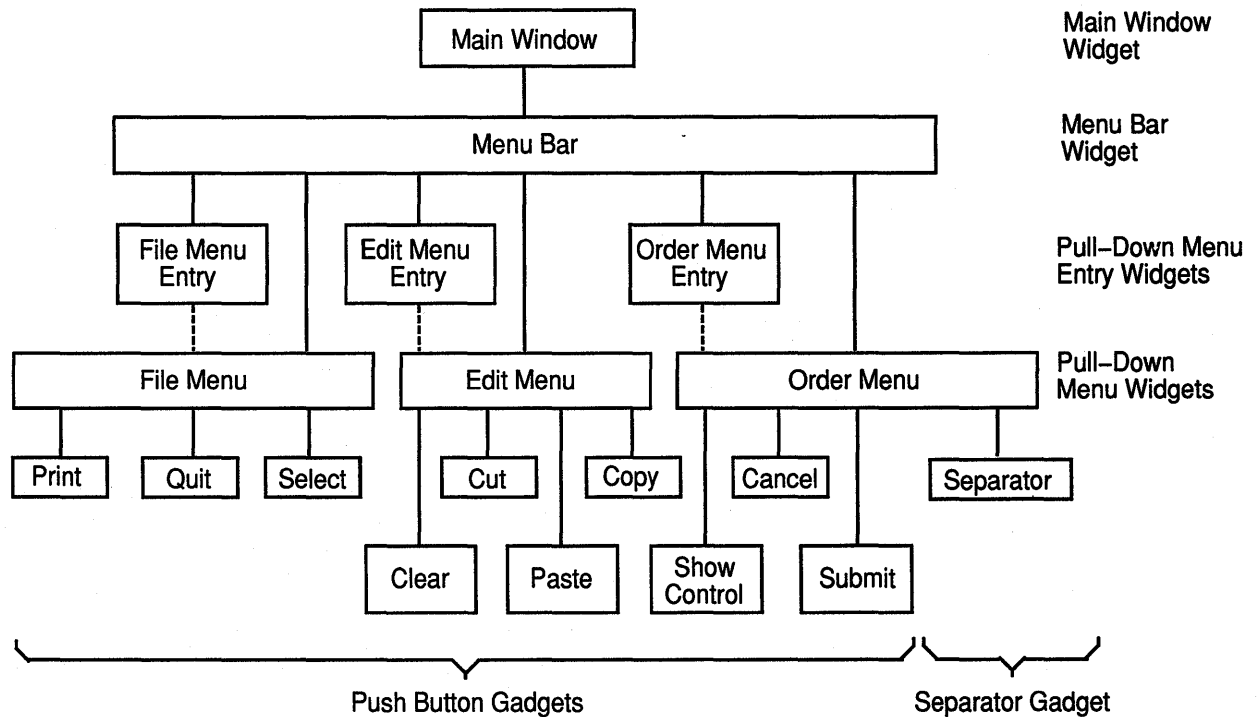 Main Window
Main Window
Widget
Menu Bar
Menu Bar
Widget
File Menu
Entry
Edit Menu
Entry
Order Menu
Entry
Pull–Down Menu
Entry Widgets
File Menu
Edit Menu
Order Menu
Pull–Down
Menu Widgets
Print
Quit
Select
Cut
Copy
Cancel
Separator
Clear
Paste
Show
Control
Submit
Push Button Gadgets
Separator Gadget